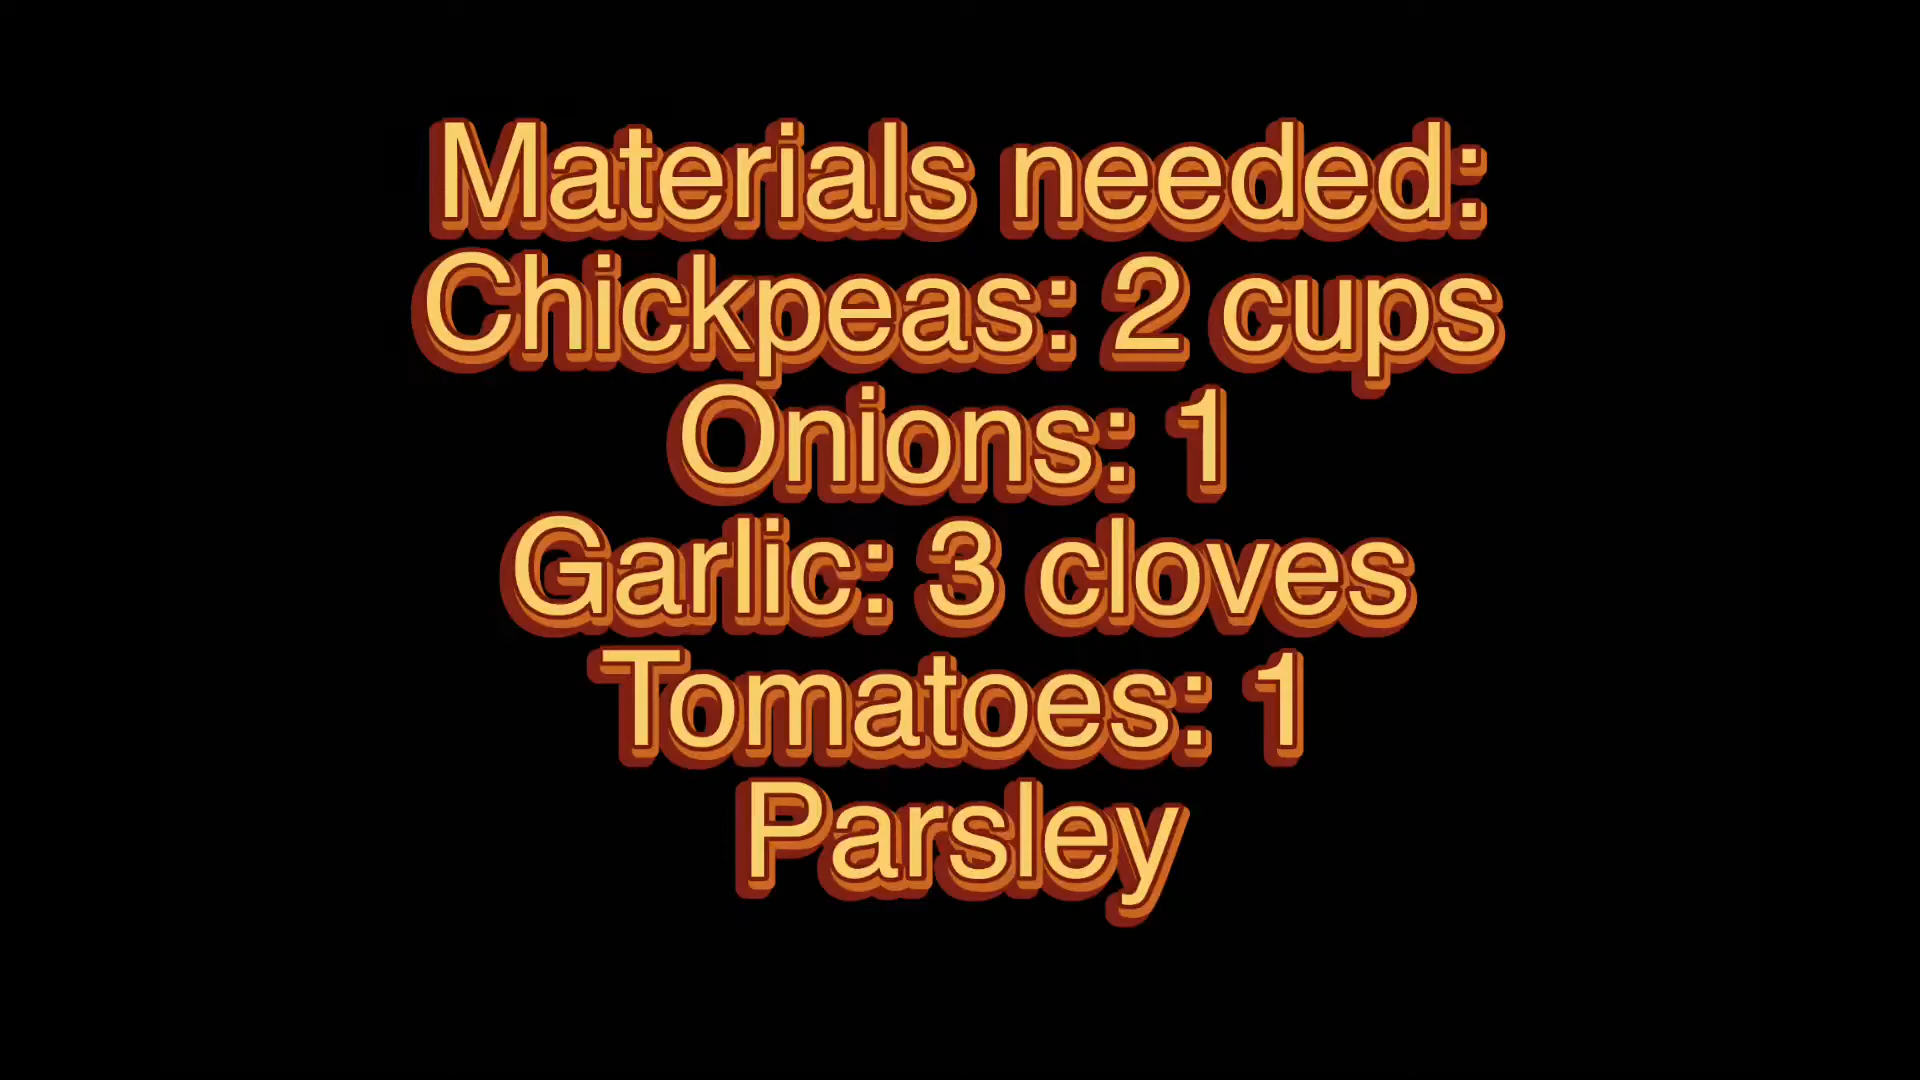 Materials needed:
Chickpeas: 2 cups
Onions: 1
Garlic: 3 cloves
Tomatoes: 1
Parsley